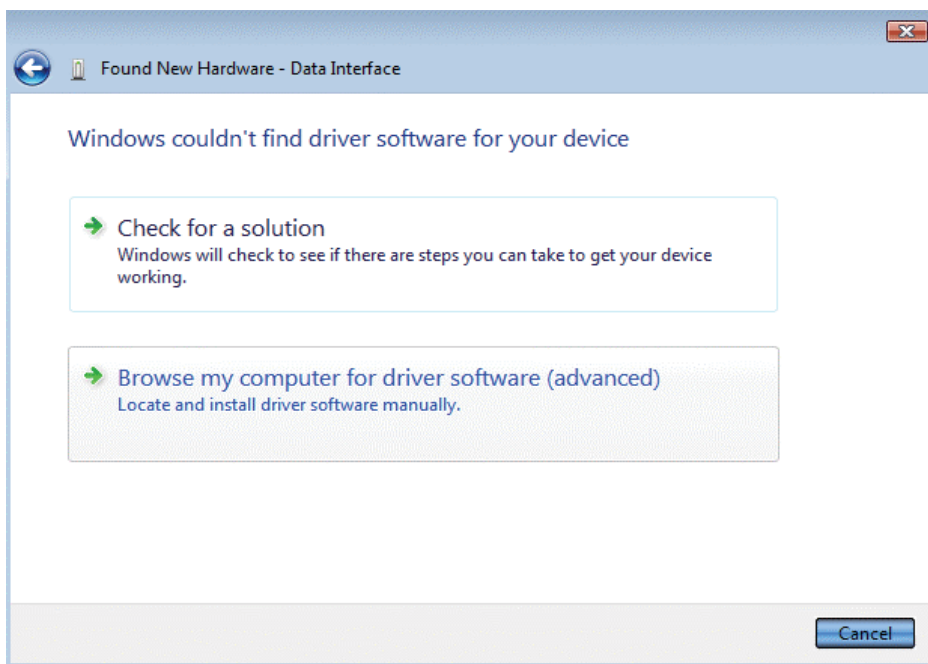 Found New Hardware - Data Interface
Windows couldn't find driver software for your device
Check for a solution
Windows will check to see if there are steps you can take to get your device
working.
Browse my computer for driver software (advanced)
Locate and install driver software manually.
Cancel